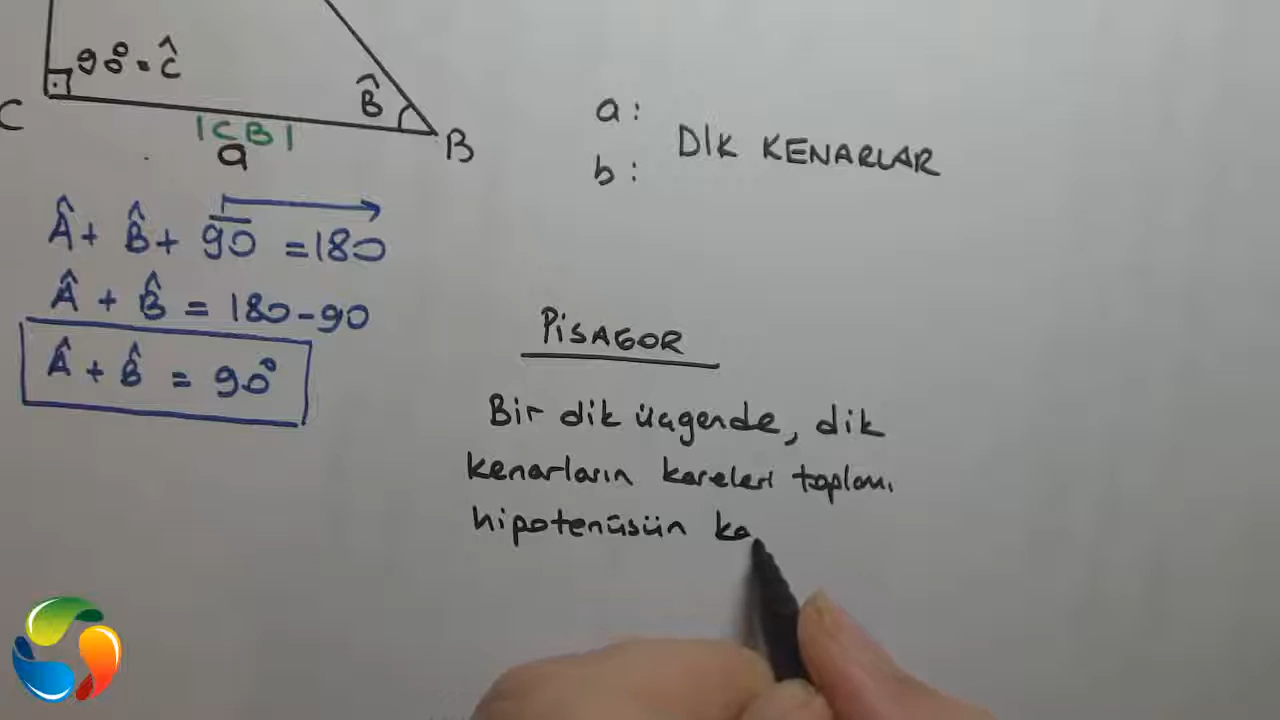 90° = Ĉ
C
B̂
|CB|
a
B
Â + B̂ + 90 = 180
Â + B̂ = 180 - 90
Â + B̂ = 90°
a:
b:
DİK KENARLAR
PİSAGOR
Bir dik üçgende, dik
kenarların kareleri toplamı
hipotenüsün ka